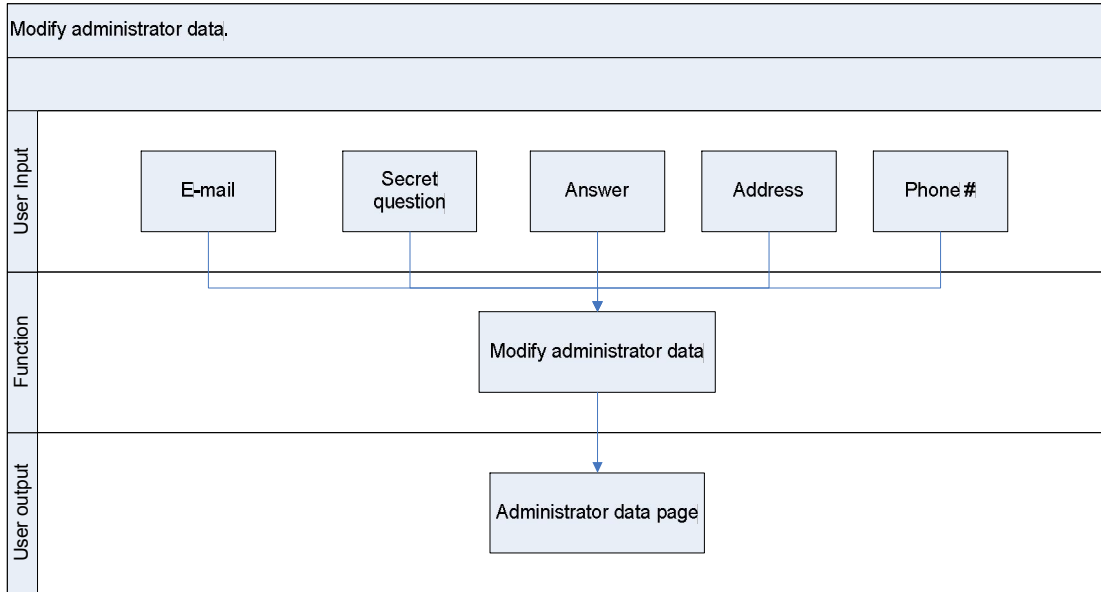 Modify administrator data.
User Input
E-mail
Secret
question
Answer
Address
Phone #
Function
Modify administrator data
User output
Administrator data page